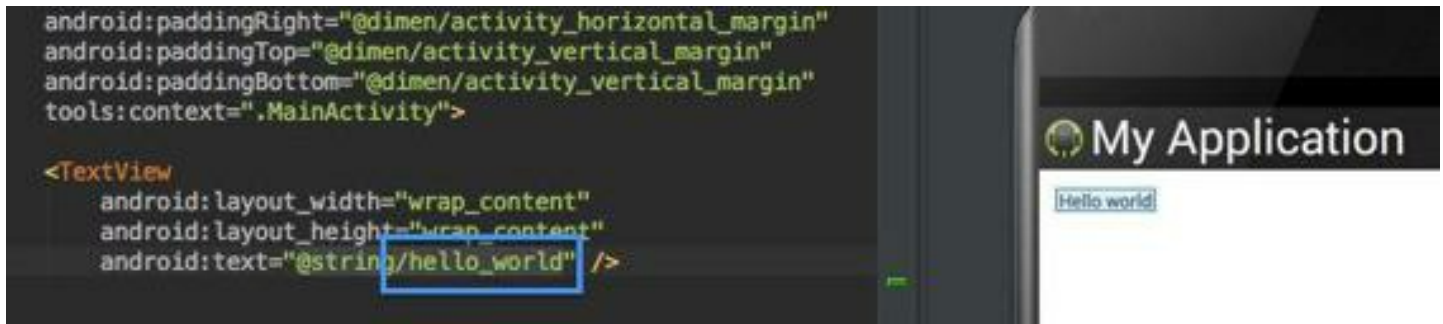 android:paddingRight="@dimen/activity_horizontal_margin"
android:paddingTop="@dimen/activity_vertical_margin"
android:paddingBottom="@dimen/activity_vertical_margin"
tools:context=".MainActivity">
<TextView
android:layout_width="wrap_content"
android:layout_height="wrap_content"
android:text="@string/hello_world" />
My Application
Hello world